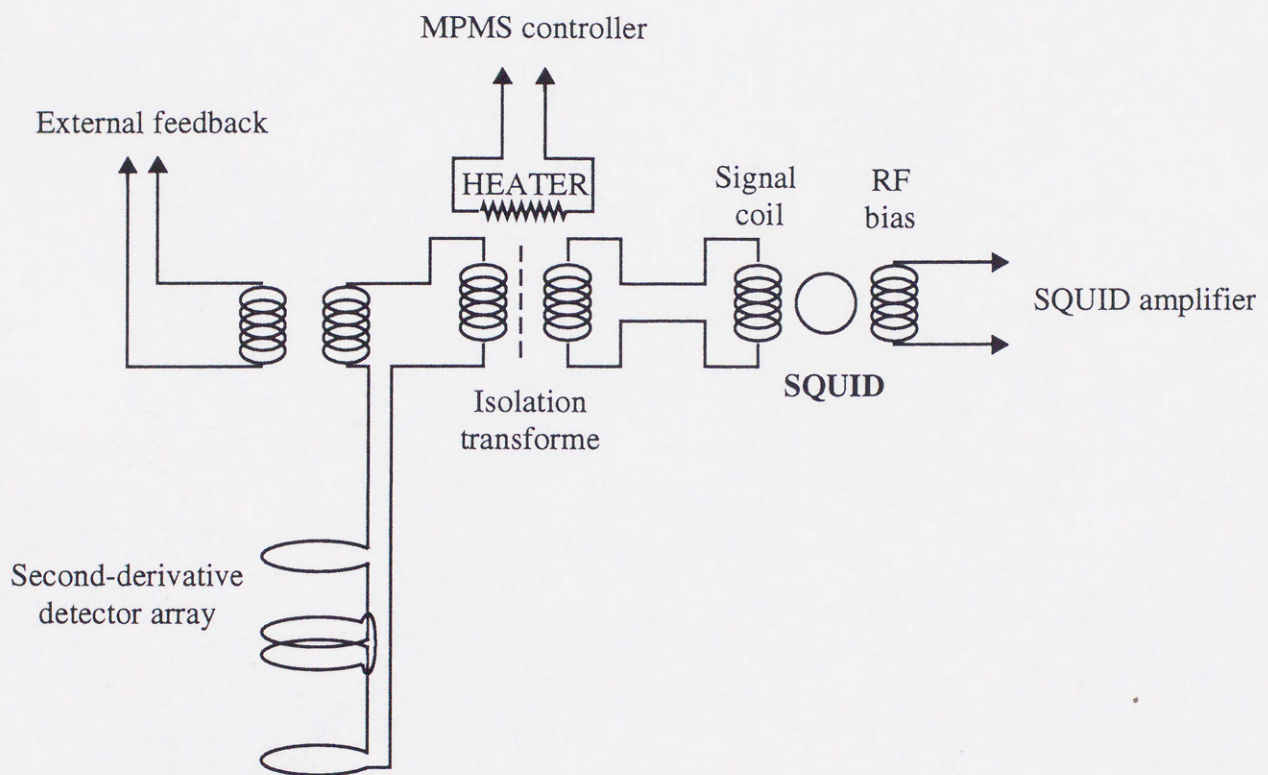 MPMS controller
External feedback
HEATER
Signal
coil
RF
bias
SQUID amplifier
SQUID
Isolation
transforme
Second-derivative
detector array